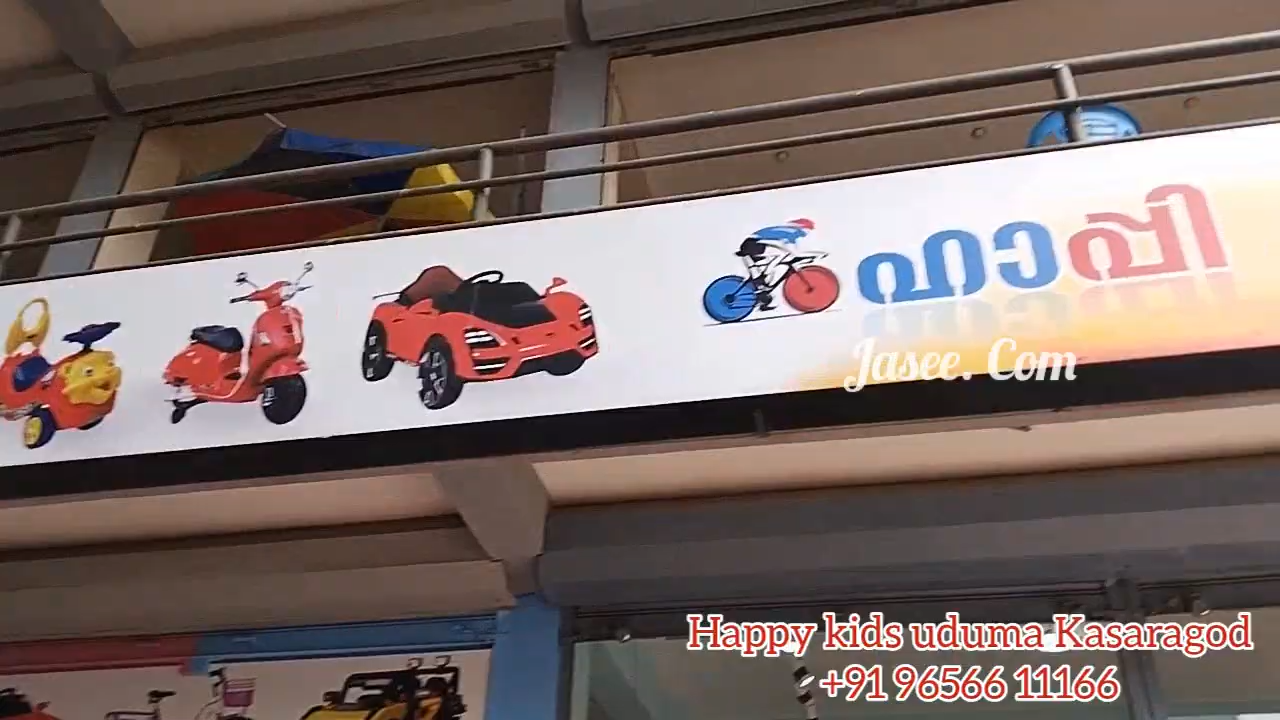 ഹാപ്പി
Jasee. Com
Happy kids uduma Kasaragod
+91 96566 11166